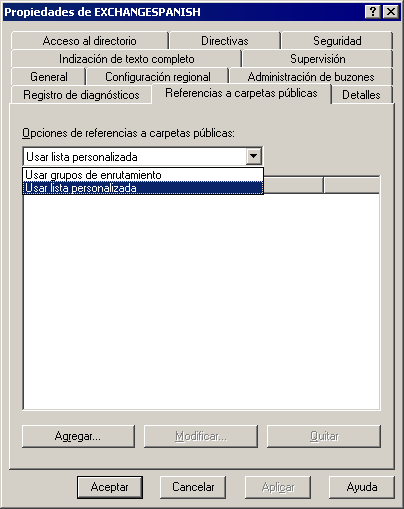 Propiedades de EXCHANGESPANISH
Acceso al directorio
Directivas
Seguridad
Indización de texto completo
Supervisión
General
Configuración regional
Administración de buzones
Registro de diagnósticos
Referencias a carpetas públicas
Detalles
Opciones de referencias a carpetas públicas:
Usar lista personalizada
Usar grupos de enrutamiento
Usar lista personalizada
Agregar...
Modificar...
Quitar
Aceptar
Cancelar
Aplicar
Ayuda